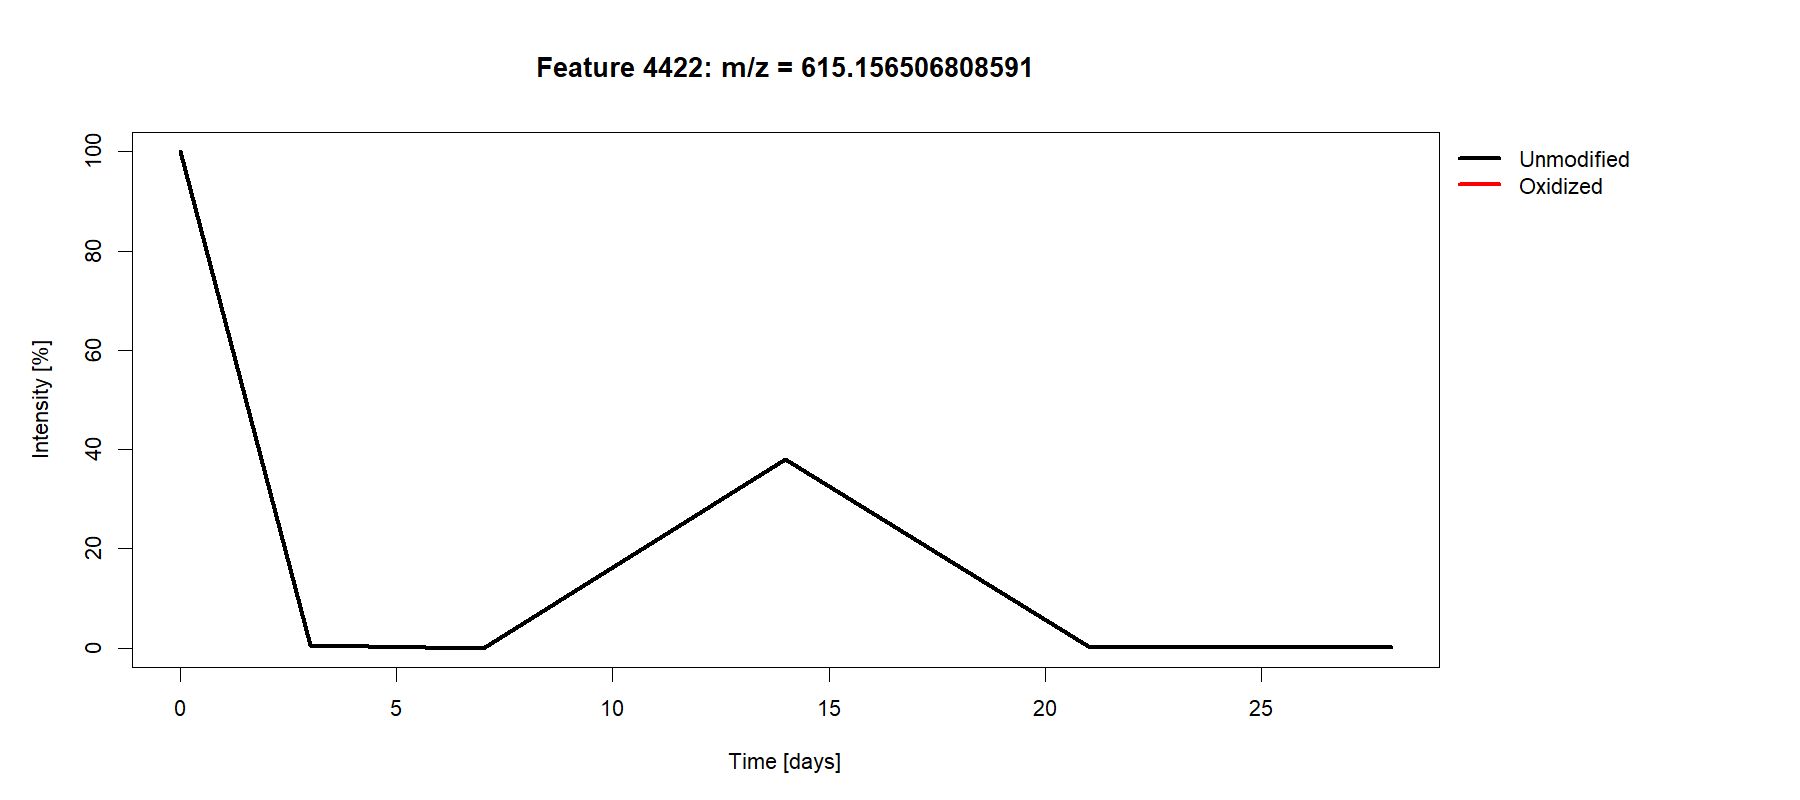 Feature 4422: m/z = 615.156506808591
Unmodified
Oxidized
Intensity [%]
100
80
60
40
20
0
0 5 10 15 20 25
Time [days]